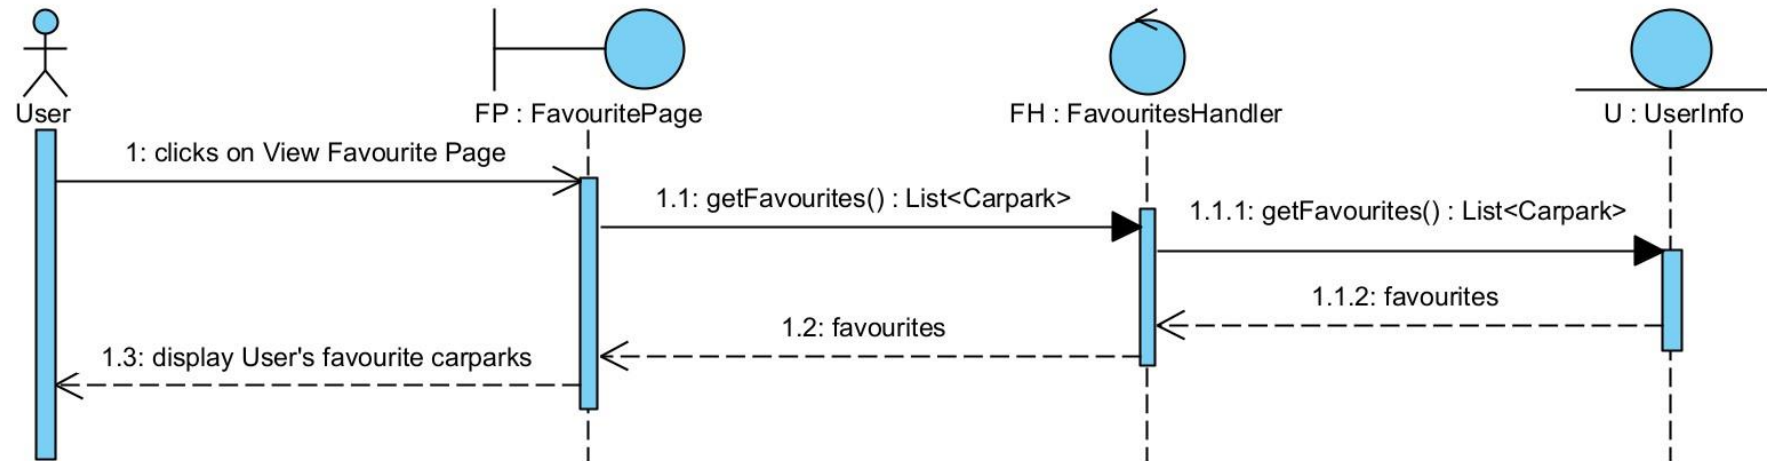 User
FP : FavouritePage
FH : FavouritesHandler
U : UserInfo
1: clicks on View Favourite Page
1.1: getFavourites() : List<Carpark>
1.1.1: getFavourites() : List<Carpark>
1.1.2: favourites
1.2: favourites
1.3: display User's favourite carparks